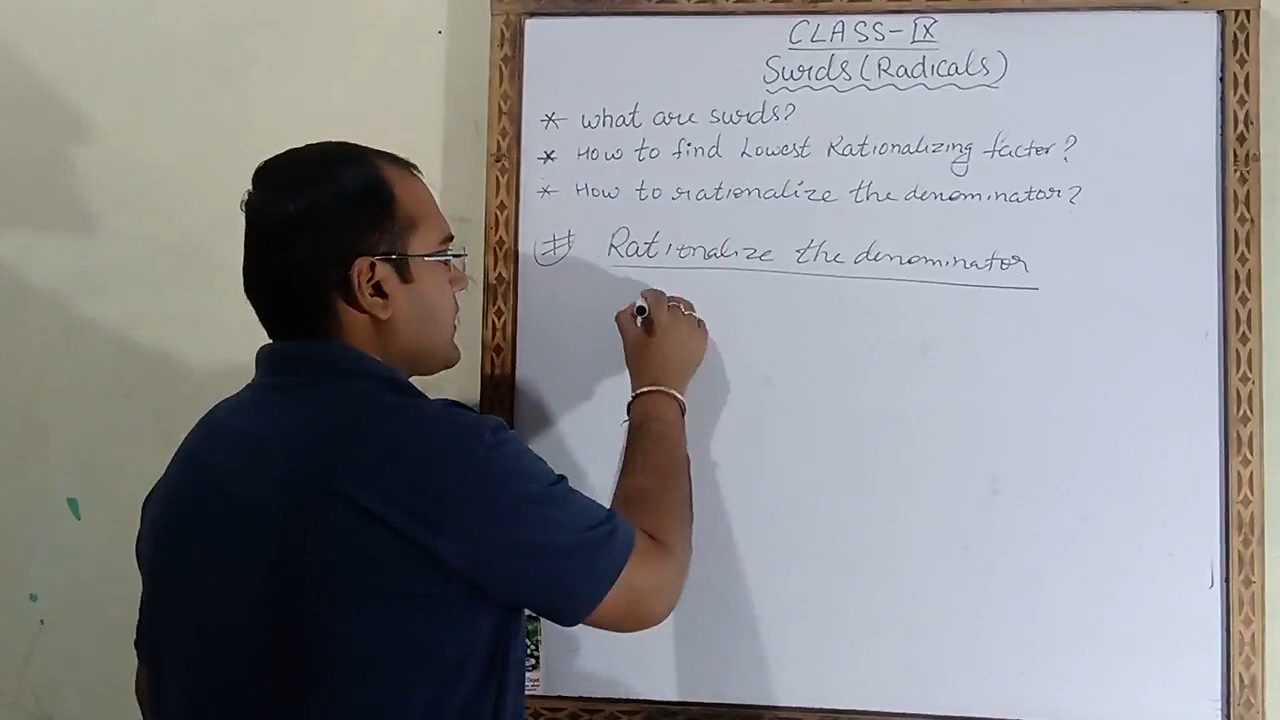 CLASS-IX
Surds (Radicals)
* What are surds?
* How to find Lowest Rationalizing factor?
* How to rationalize the denominator?
# Rationalize the denominator